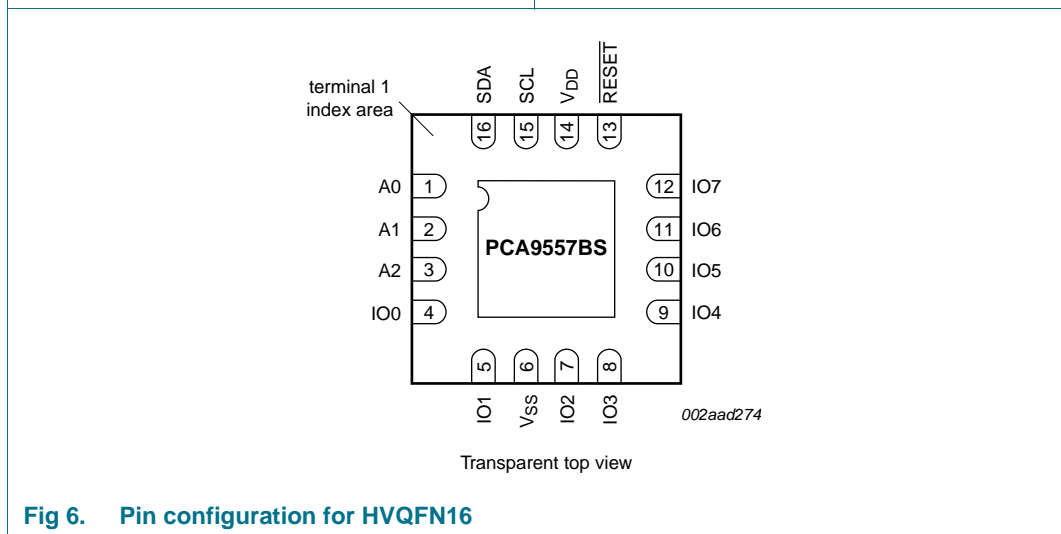 SDA
SCL
VDD
RESET
terminal 1
index area
16
15
14
13
A0 1
12 IO7
A1 2
11 IO6
PCA9557BS
A2 3
10 IO5
IO0 4
9 IO4
5
6
7
8
IO1
VSS
IO2
IO3
002aad274
Transparent top view
Fig 6. Pin configuration for HVQFN16